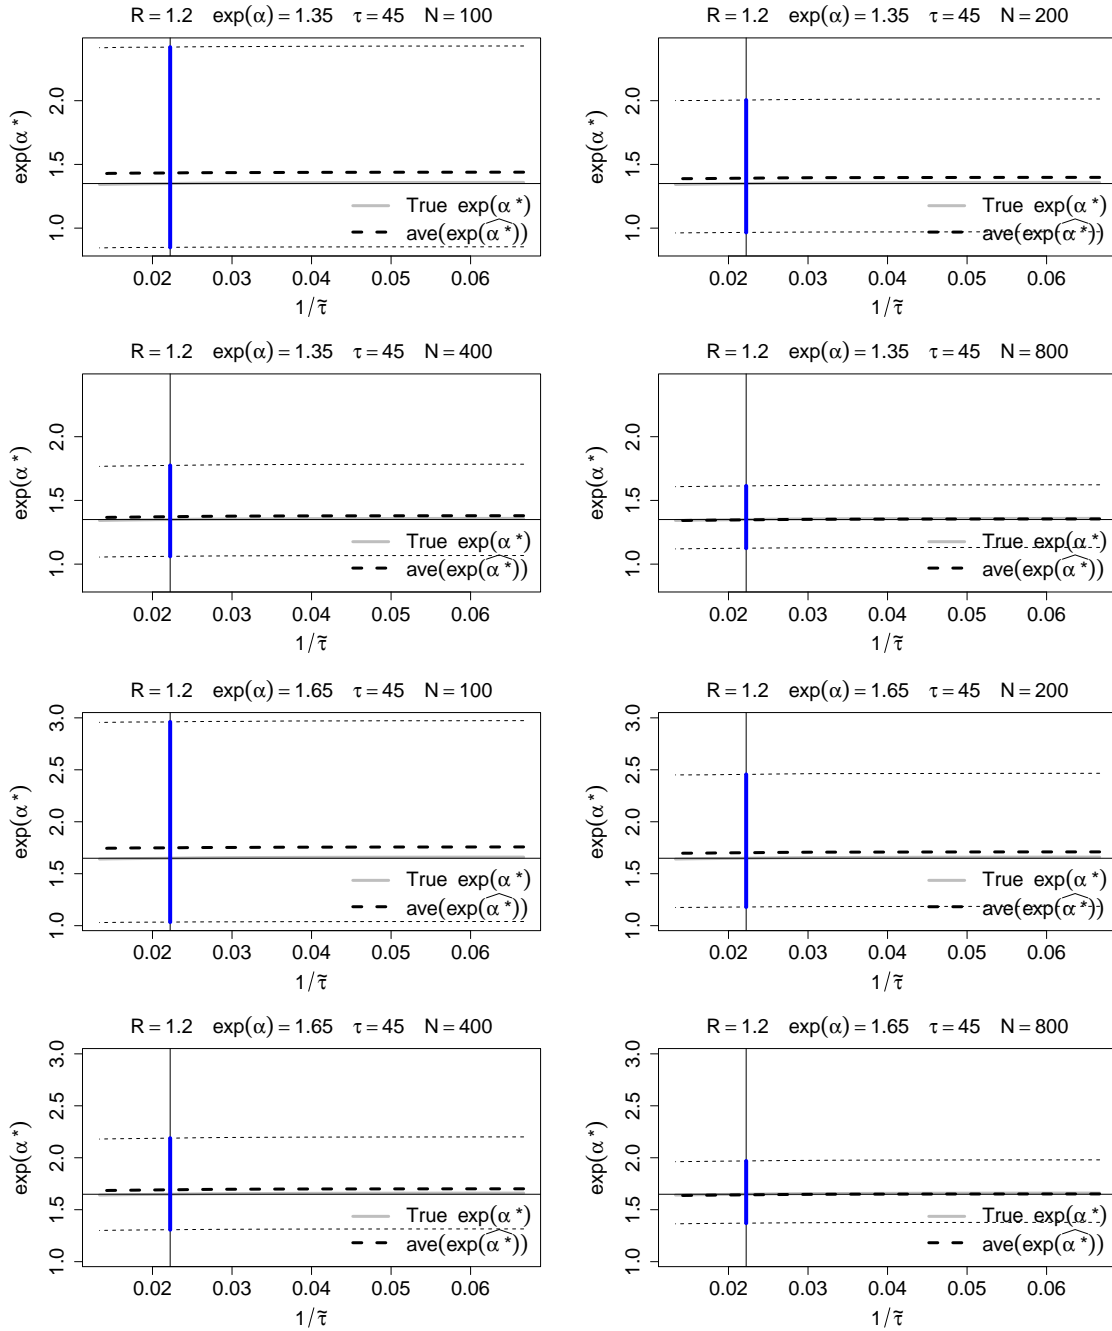 R = 1.2 exp(α) = 1.35 τ = 45 N = 100
exp(α*)
1.0 1.5 2.0
True exp(α*)
ave(exp(α̂*))
0.02 0.03 0.04 0.05 0.06
1/τ̃
R = 1.2 exp(α) = 1.35 τ = 45 N = 200
exp(α*)
1.0 1.5 2.0
True exp(α*)
ave(exp(α̂*))
0.02 0.03 0.04 0.05 0.06
1/τ̃
R = 1.2 exp(α) = 1.35 τ = 45 N = 400
exp(α*)
1.0 1.5 2.0
True exp(α*)
ave(exp(α̂*))
0.02 0.03 0.04 0.05 0.06
1/τ̃
R = 1.2 exp(α) = 1.35 τ = 45 N = 800
exp(α*)
1.0 1.5 2.0
True exp(α*)
ave(exp(α̂*))
0.02 0.03 0.04 0.05 0.06
1/τ̃
R = 1.2 exp(α) = 1.65 τ = 45 N = 100
exp(α*)
1.0 1.5 2.0 2.5 3.0
True exp(α*)
ave(exp(α̂*))
0.02 0.03 0.04 0.05 0.06
1/τ̃
R = 1.2 exp(α) = 1.65 τ = 45 N = 200
exp(α*)
1.0 1.5 2.0 2.5 3.0
True exp(α*)
ave(exp(α̂*))
0.02 0.03 0.04 0.05 0.06
1/τ̃
R = 1.2 exp(α) = 1.65 τ = 45 N = 400
exp(α*)
1.0 1.5 2.0 2.5 3.0
True exp(α*)
ave(exp(α̂*))
0.02 0.03 0.04 0.05 0.06
1/τ̃
R = 1.2 exp(α) = 1.65 τ = 45 N = 800
exp(α*)
1.0 1.5 2.0 2.5 3.0
True exp(α*)
ave(exp(α̂*))
0.02 0.03 0.04 0.05 0.06
1/τ̃